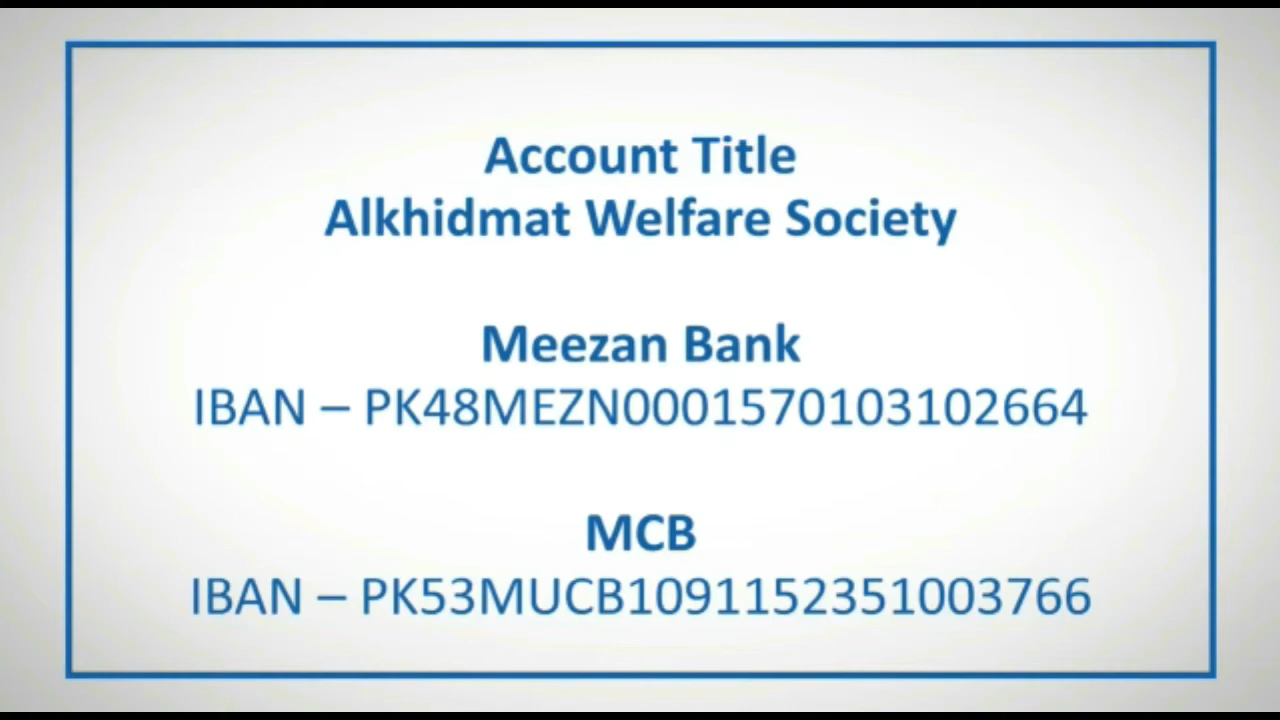 Account Title
Alkhidmat Welfare Society
Meezan Bank
IBAN – PK48MEZN0001570103102664
MCB
IBAN – PK53MUCB1091152351003766